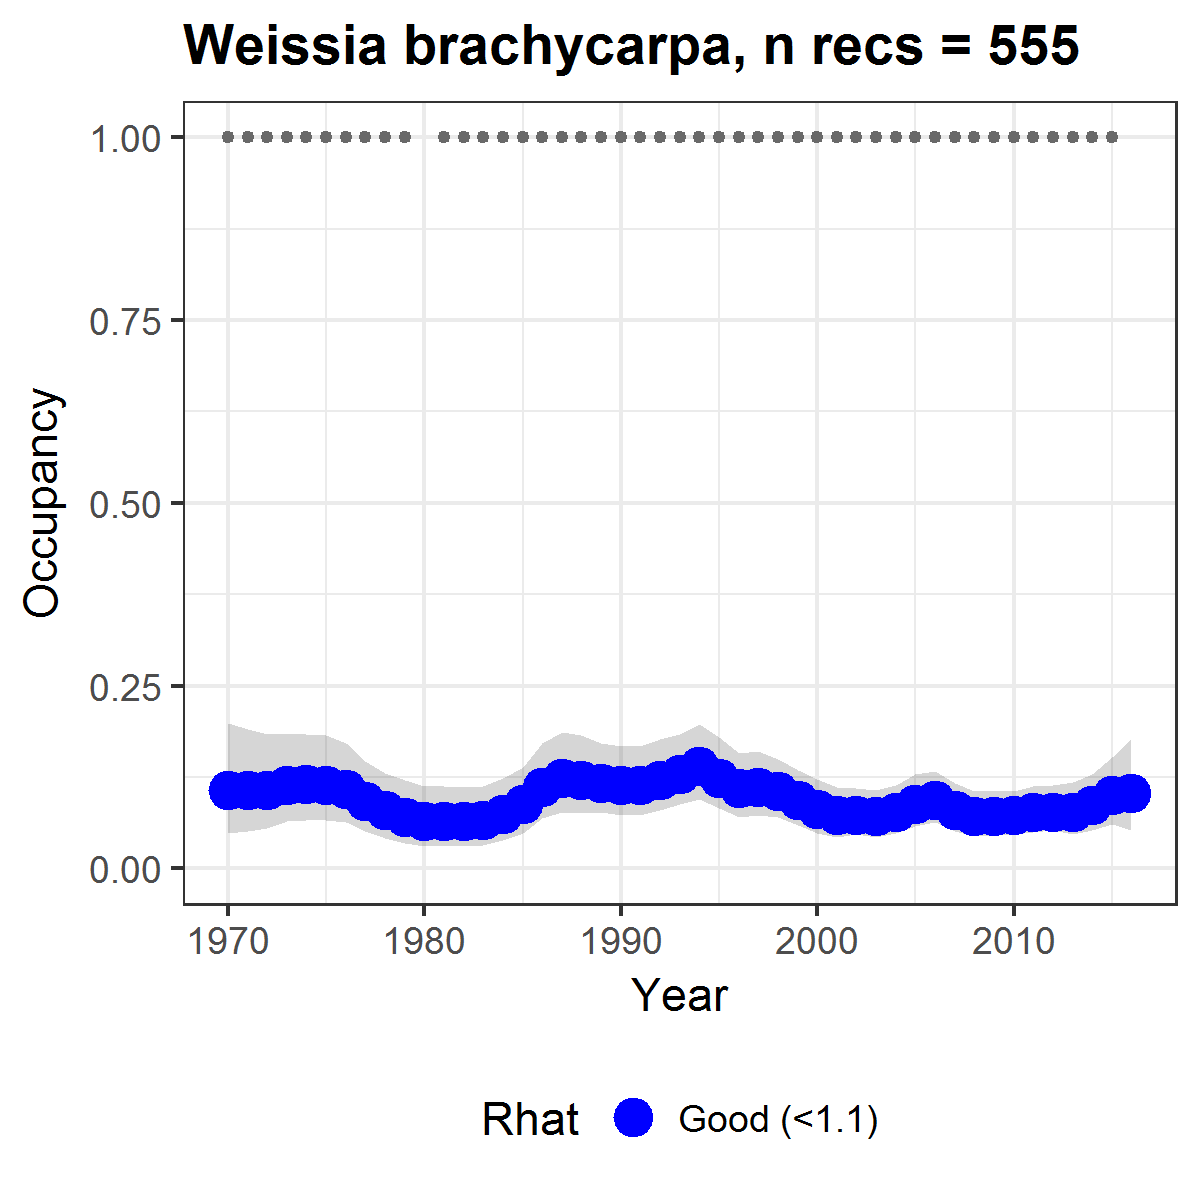 Weissia brachycarpa, n recs = 555
Occupancy
1.00
0.75
0.50
0.25
0.00
1970 1980 1990 2000 2010
Year
Rhat Good (<1.1)